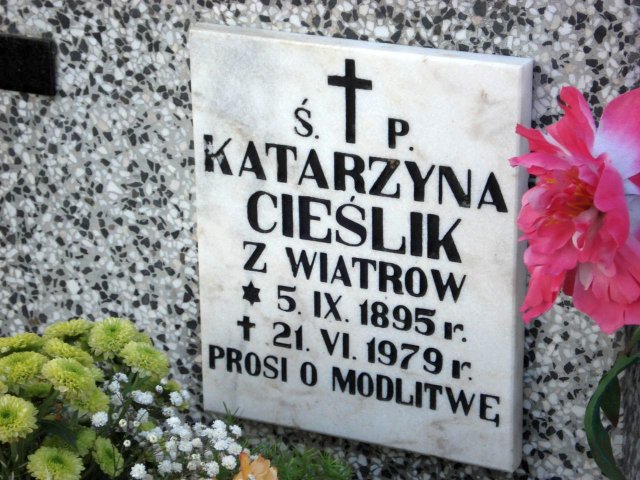 Ś. P.
KATARZYNA
CIEŚLIK
Z WIATROW
5. IX. 1895 r.
21. VI. 1979 r.
PROSI O MODLITWĘ